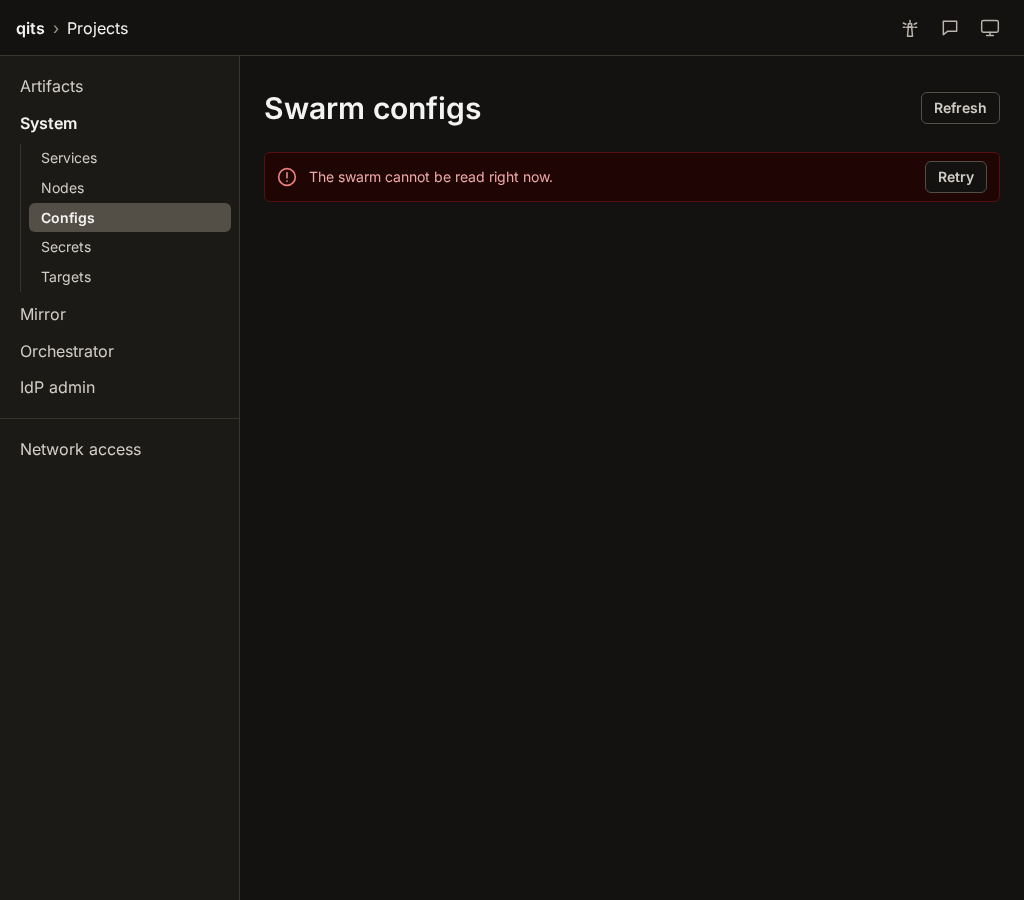 qits › Projects
Artifacts
System
Services
Nodes
Configs
Secrets
Targets
Mirror
Orchestrator
IdP admin
Network access
Swarm configs
Refresh
The swarm cannot be read right now.
Retry